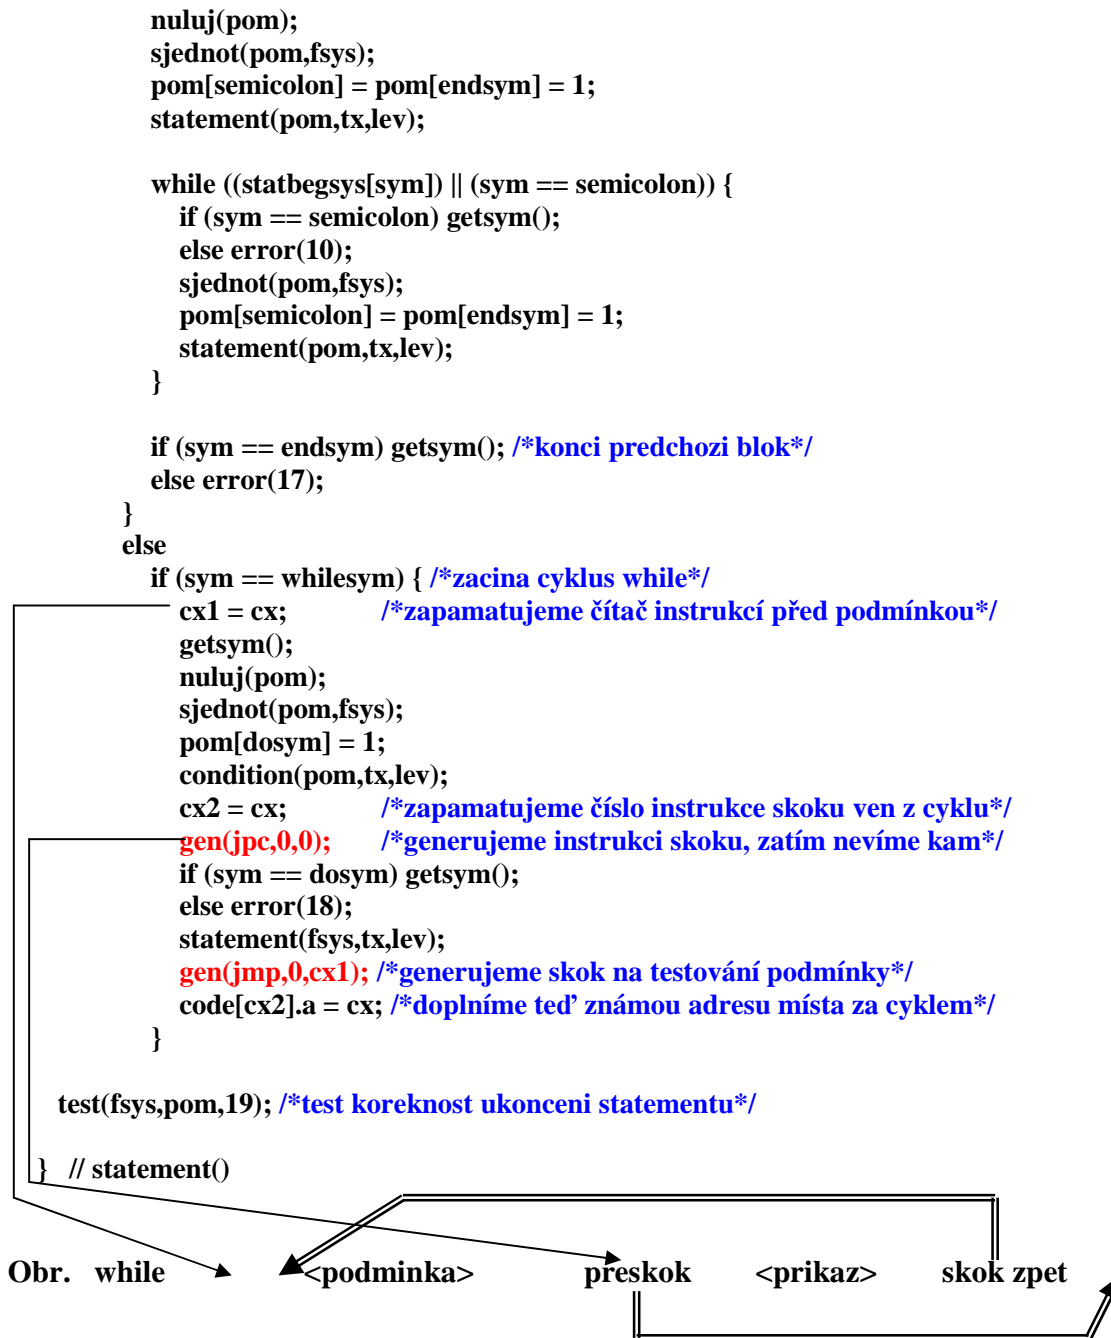 nuluj(pom);
sjednot(pom,fsys);
pom[semicolon] = pom[endsym] = 1;
statement(pom,tx,lev);
while ((statbegsys[sym]) || (sym == semicolon)) {
if (sym == semicolon) getsym();
else error(10);
sjednot(pom,fsys);
pom[semicolon] = pom[endsym] = 1;
statement(pom,tx,lev);
}
if (sym == endsym) getsym(); /*konci predchozi blok*/
else error(17);
}
else
if (sym == whilesym) { /*zacina cyklus while*/
cx1 = cx; /*zapamatujeme čítač instrukcí před podmínkou*/
getsym();
nuluj(pom);
sjednot(pom,fsys);
pom[dosym] = 1;
condition(pom,tx,lev);
cx2 = cx; /*zapamatujeme číslo instrukce skoku ven z cyklu*/
gen(jpc,0,0); /*generujeme instrukci skoku, zatím nevíme kam*/
if (sym == dosym) getsym();
else error(18);
statement(fsys,tx,lev);
gen(jmp,0,cx1); /*generujeme skok na testování podmínky*/
code[cx2].a = cx; /*doplníme teď známou adresu místa za cyklem*/
}
test(fsys,pom,19); /*test koreknost ukonceni statementu*/
} // statement()
Obr. while <podminka> preskok <prikaz> skok zpet